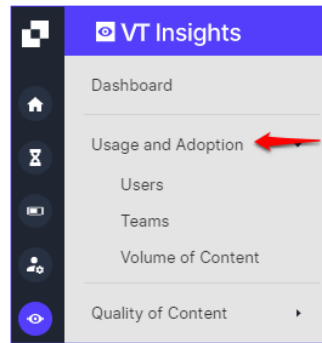 VT Insights
Dashboard
Usage and Adoption
Users
Teams
Volume of Content
Quality of Content